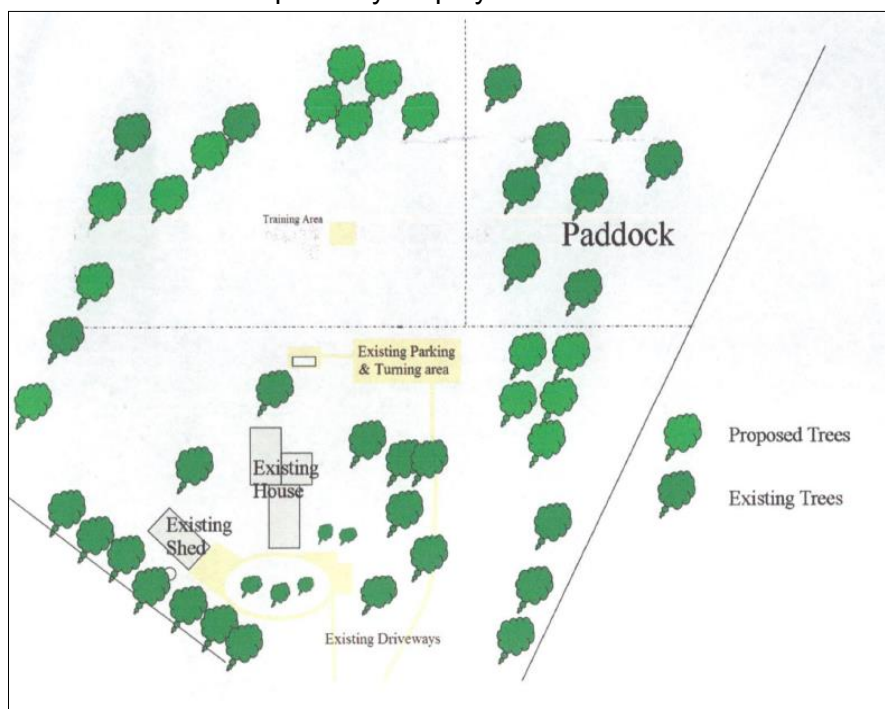 Training Area
Paddock
Existing Parking
& Turning area
Proposed Trees
Existing
House
Existing Trees
Existing
Shed
Existing Driveways